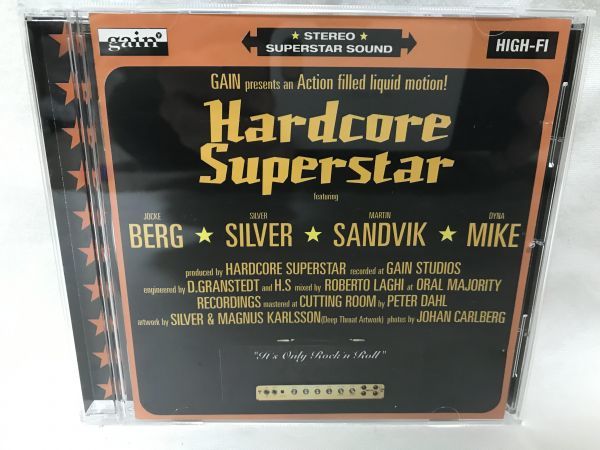 gain
STEREO
SUPERSTAR SOUND
HIGH-FI
GAIN presents an Action filled liquid motion!
Hardcore
Superstar
featuring
JOCKE SILVER MARTIN DYNA
BERG ★ SILVER ★ SANDVIK ★ MIKE
produced by HARDCORE SUPERSTAR recorded at GAIN STUDIOS
engineered by D.GRANSTEDT and H.S mixed by ROBERTO LAGHI at ORAL MAJORITY
RECORDINGS mastered at CUTTING ROOM by PETER DAHL
artwork by SILVER & MAGNUS KARLSSON (Deep Throat Artwork) photos by JOHAN CARLBERG
"It's Only Rock'n Roll"